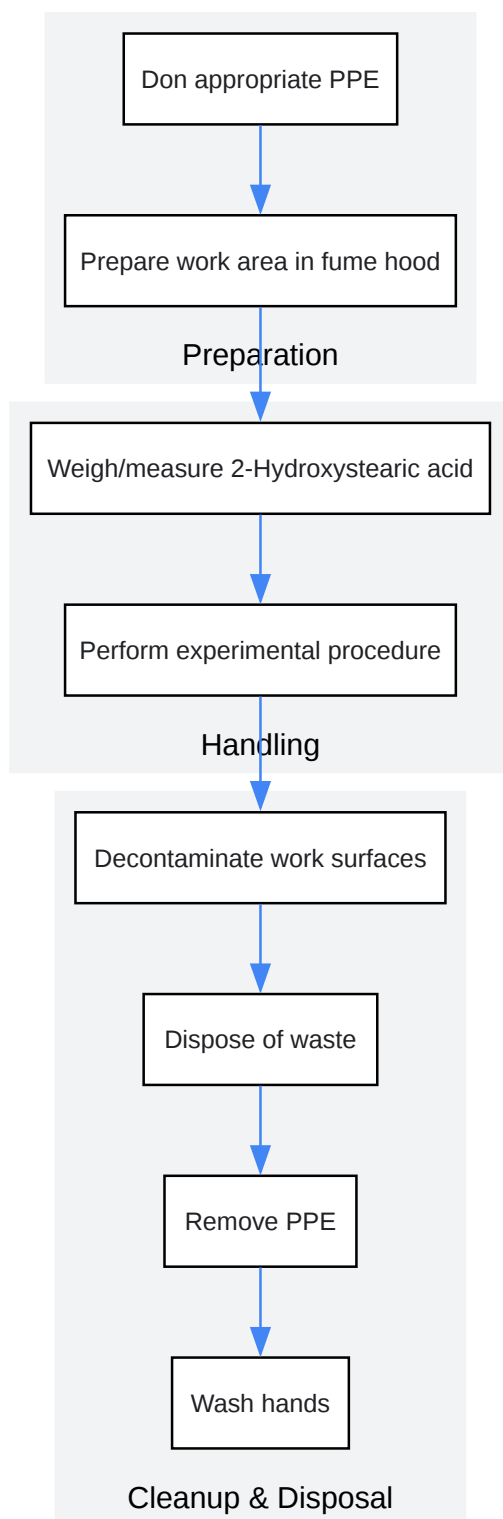 Don appropriate PPE
Prepare work area in fume hood
Preparation
Weigh/measure 2-Hydroxystearic acid
Perform experimental procedure
Handling
Decontaminate work surfaces
Dispose of waste
Remove PPE
Wash hands
Cleanup & Disposal